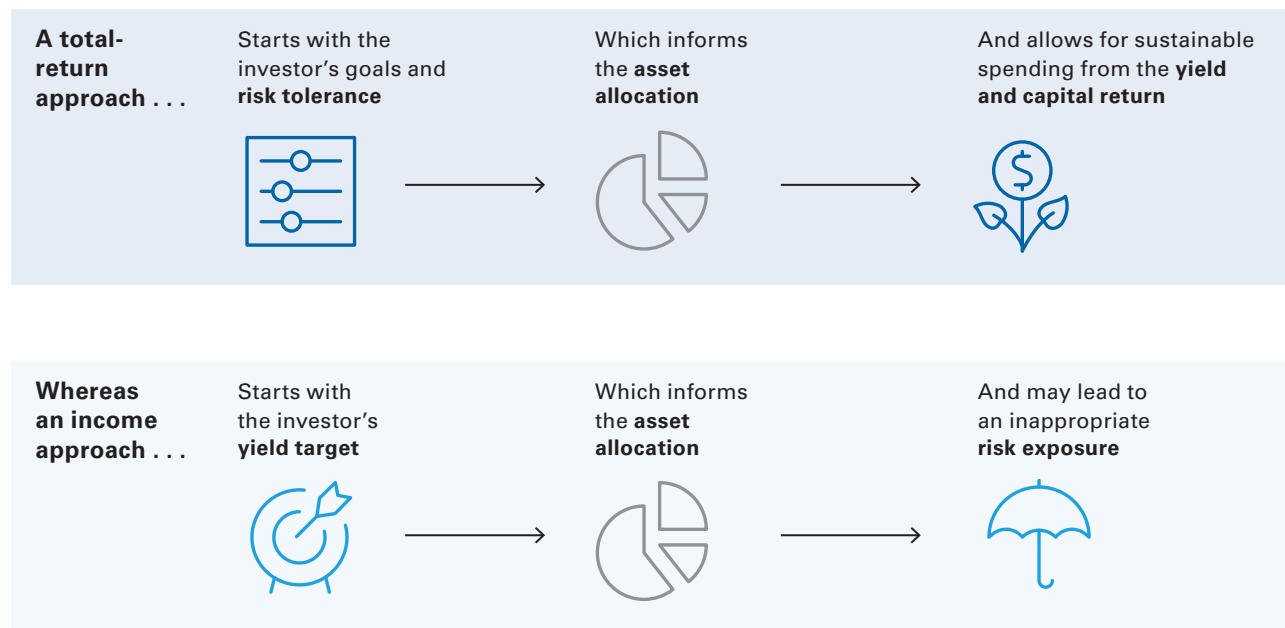 A total-
return
approach . . .
Starts with the
investor’s goals and
risk tolerance
Which informs
the asset
allocation
And allows for sustainable
spending from the yield
and capital return
$
Whereas
an income
approach . . .
Starts with
the investor’s
yield target
Which informs
the asset
allocation
And may lead to
an inappropriate
risk exposure